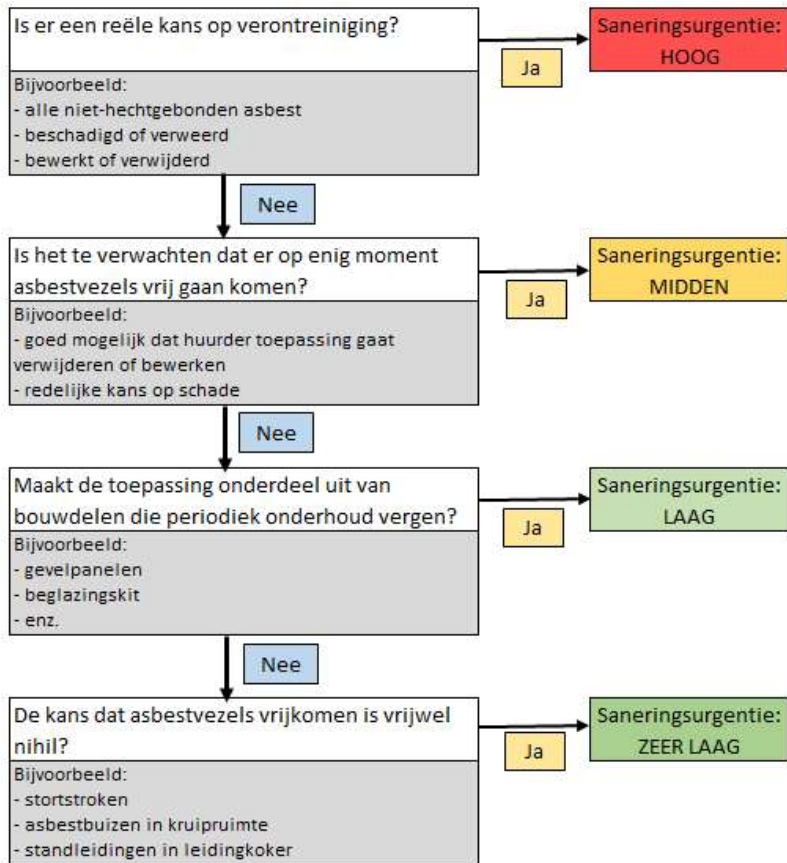 Is er een reële kans op verontreiniging?
Bijvoorbeeld:
- alle niet-hechtgebonden asbest
- beschadigd of verweerd
- bewerkt of verwijderd
Ja
Saneringsurgentie:
HOOG
Nee
Is het te verwachten dat er op enig moment
asbestvezels vrij gaan komen?
Bijvoorbeeld:
- goed mogelijk dat huurder toepassing gaat
verwijderen of bewerken
- redelijke kans op schade
Ja
Saneringsurgentie:
MIDDEN
Nee
Maakt de toepassing onderdeel uit van
bouwdelen die periodiek onderhoud vergen?
Bijvoorbeeld:
- gevelpanelen
- beglazingskit
- enz.
Ja
Saneringsurgentie:
LAAG
Nee
De kans dat asbestvezels vrijkomen is vrijwel
nihil?
Bijvoorbeeld:
- stortstroken
- asbestbuizen in kruipruimte
- standleidingen in leidingkoker
Ja
Saneringsurgentie:
ZEER LAAG